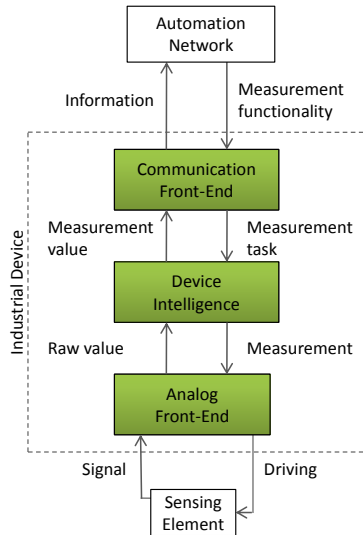 Automation
Network
Information
Measurement
functionality
Industrial Device
Communication
Front-End
Measurement
value
Measurement
task
Device
Intelligence
Raw value
Measurement
Analog
Front-End
Signal
Driving
Sensing
Element